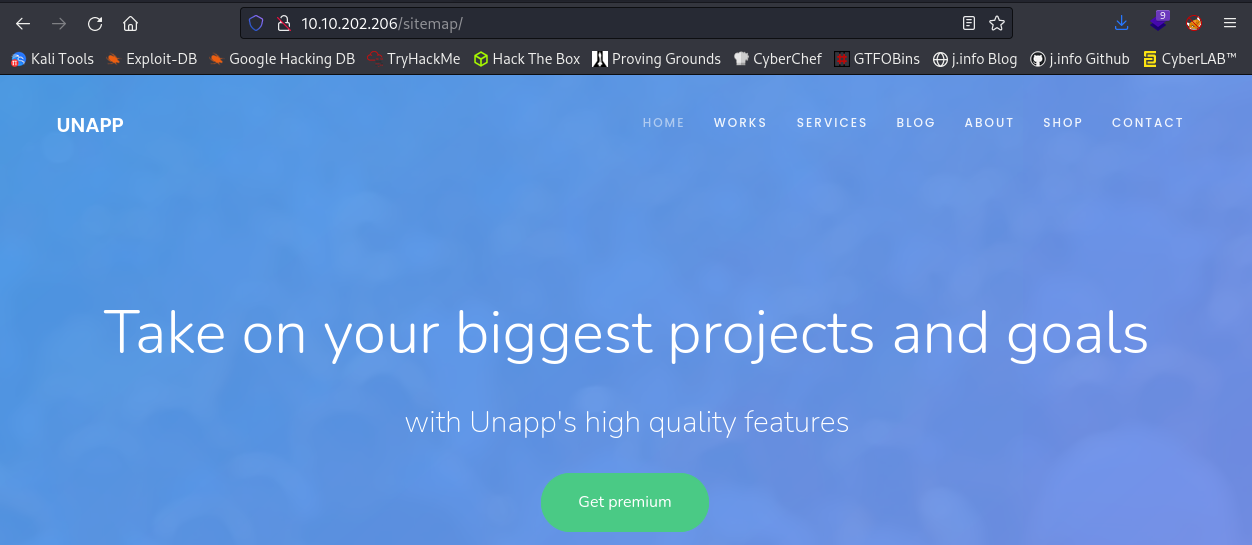 10.10.202.206/sitemap/
9
Kali Tools Exploit-DB Google Hacking DB TryHackMe Hack The Box Proving Grounds CyberChef GTFOBins j.info Blog j.info Github CyberLAB™
UNAPP HOME WORKS SERVICES BLOG ABOUT SHOP CONTACT
Take on your biggest projects and goals
with Unapp's high quality features
Get premium